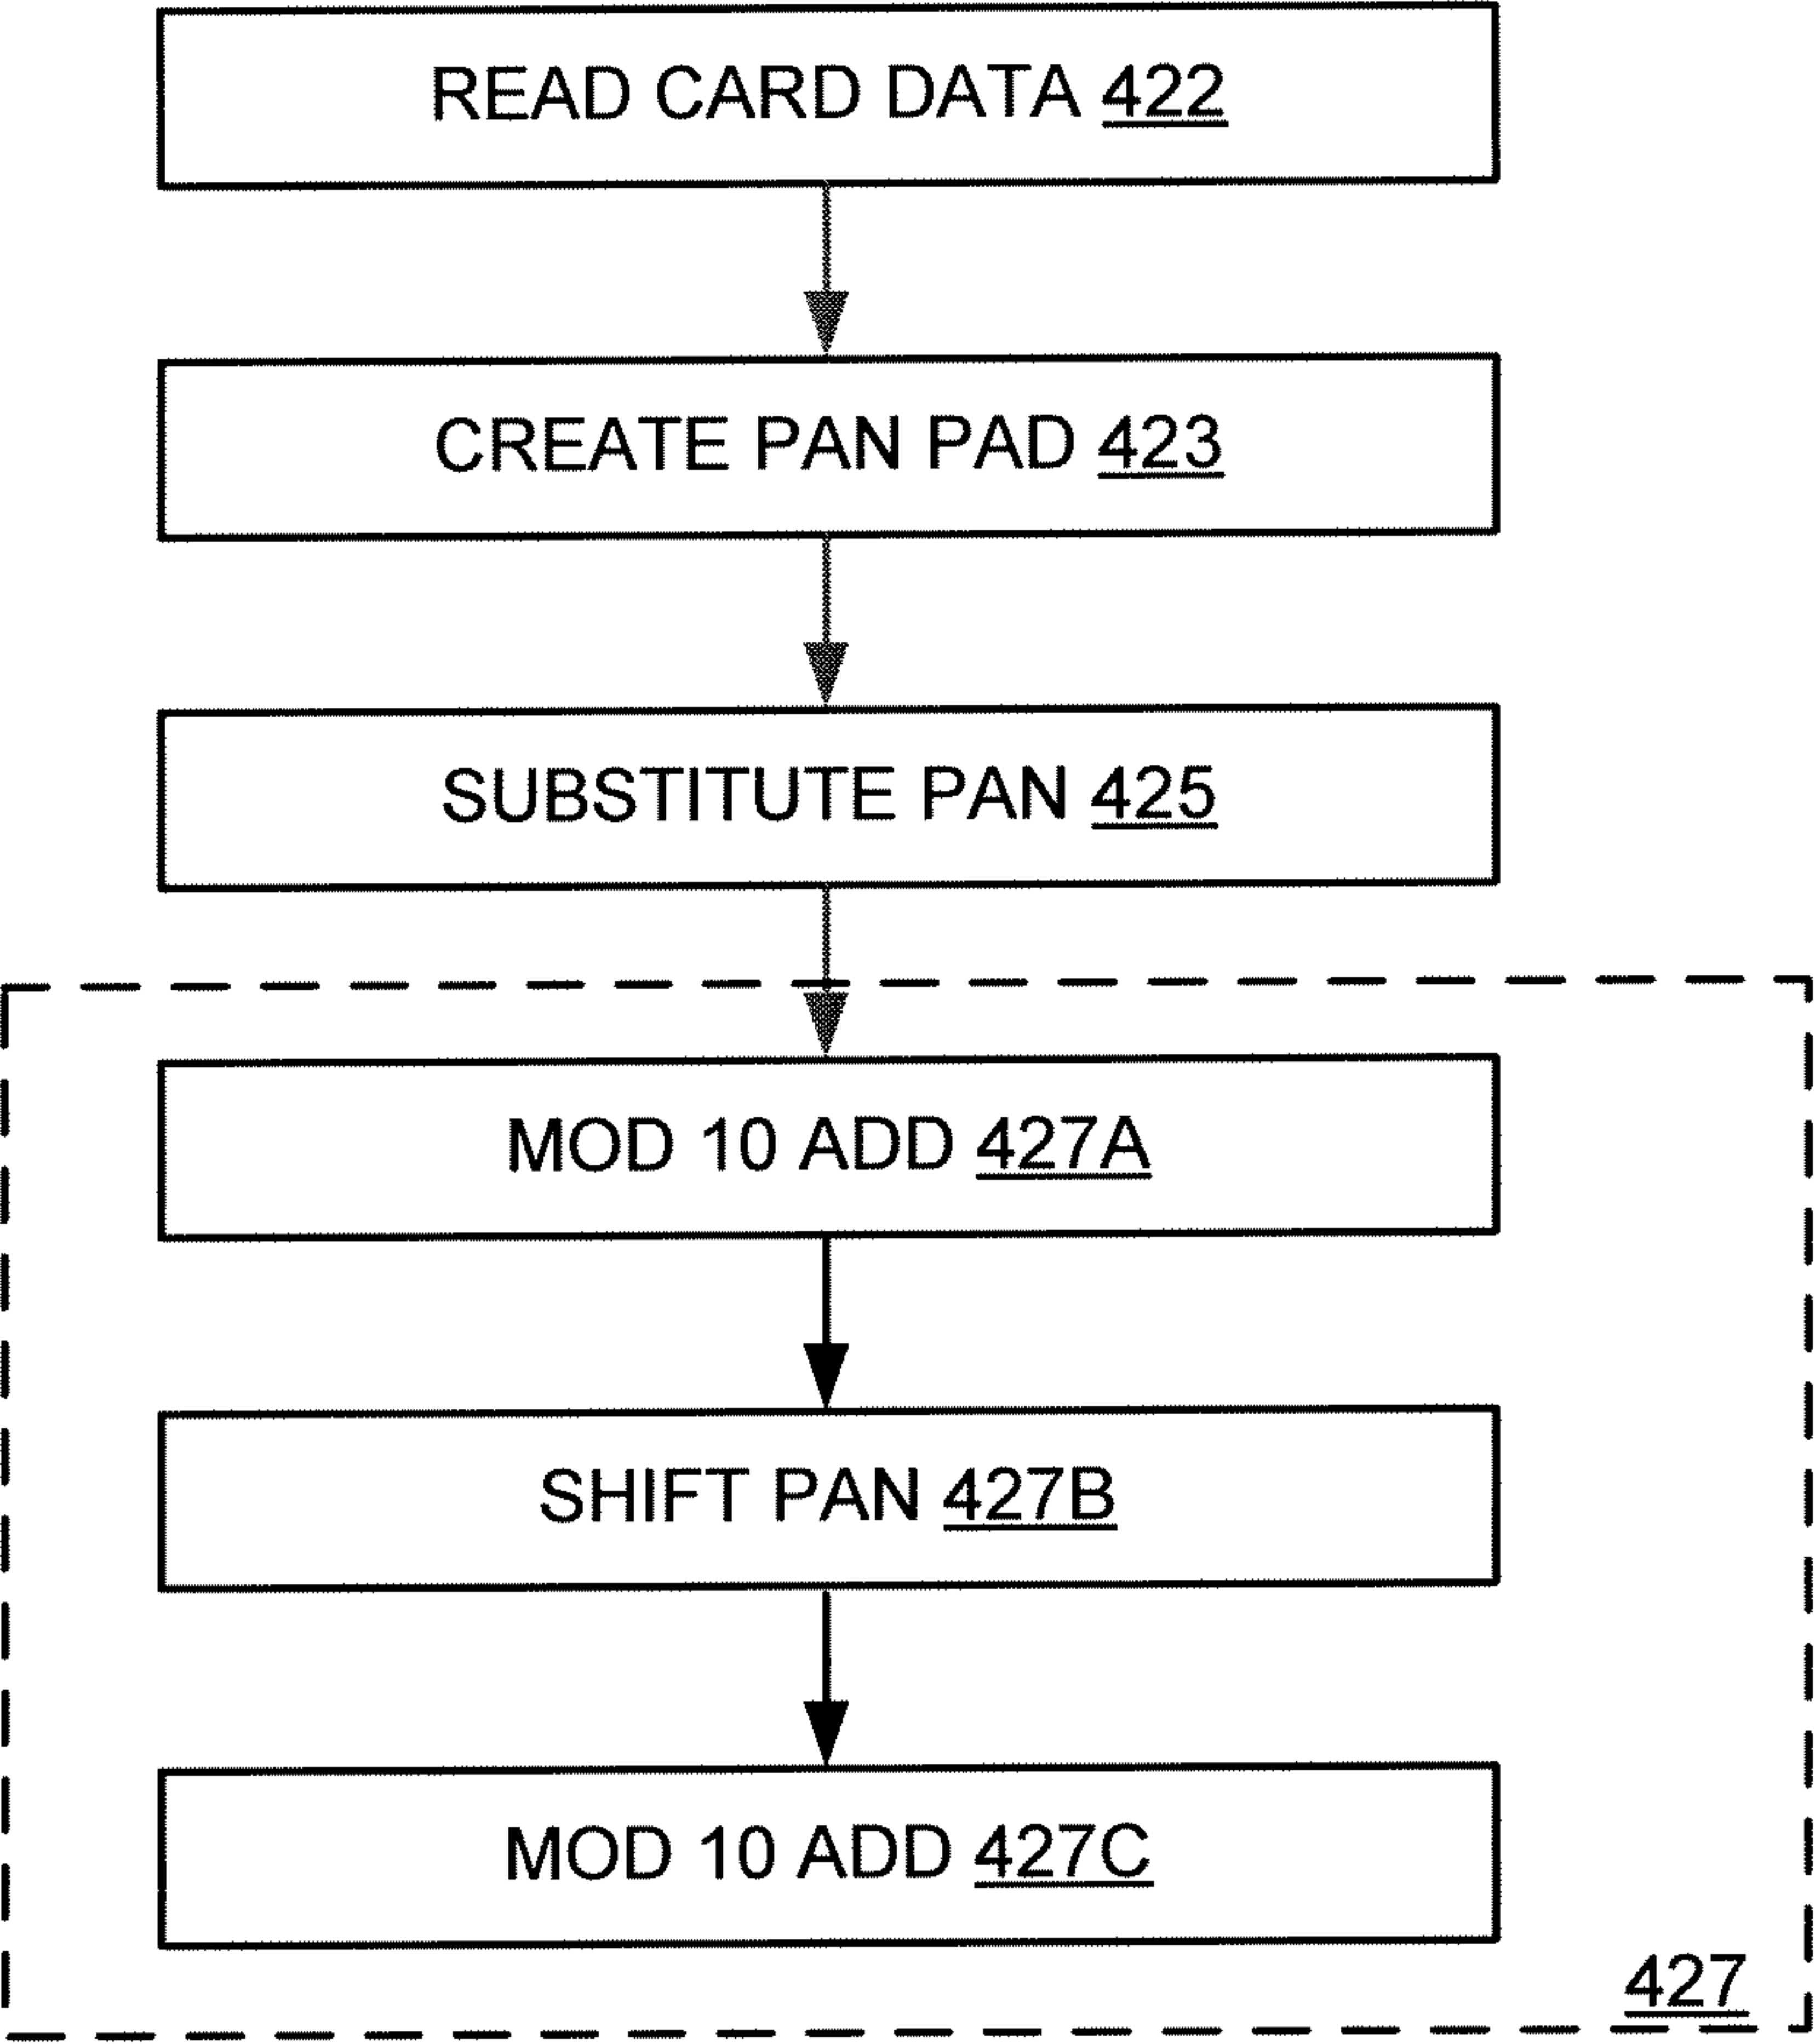 READ CARD DATA 422
CREATE PAN PAD 423
SUBSTITUTE PAN 425
MOD 10 ADD 427A
SHIFT PAN 427B
MOD 10 ADD 427C
427